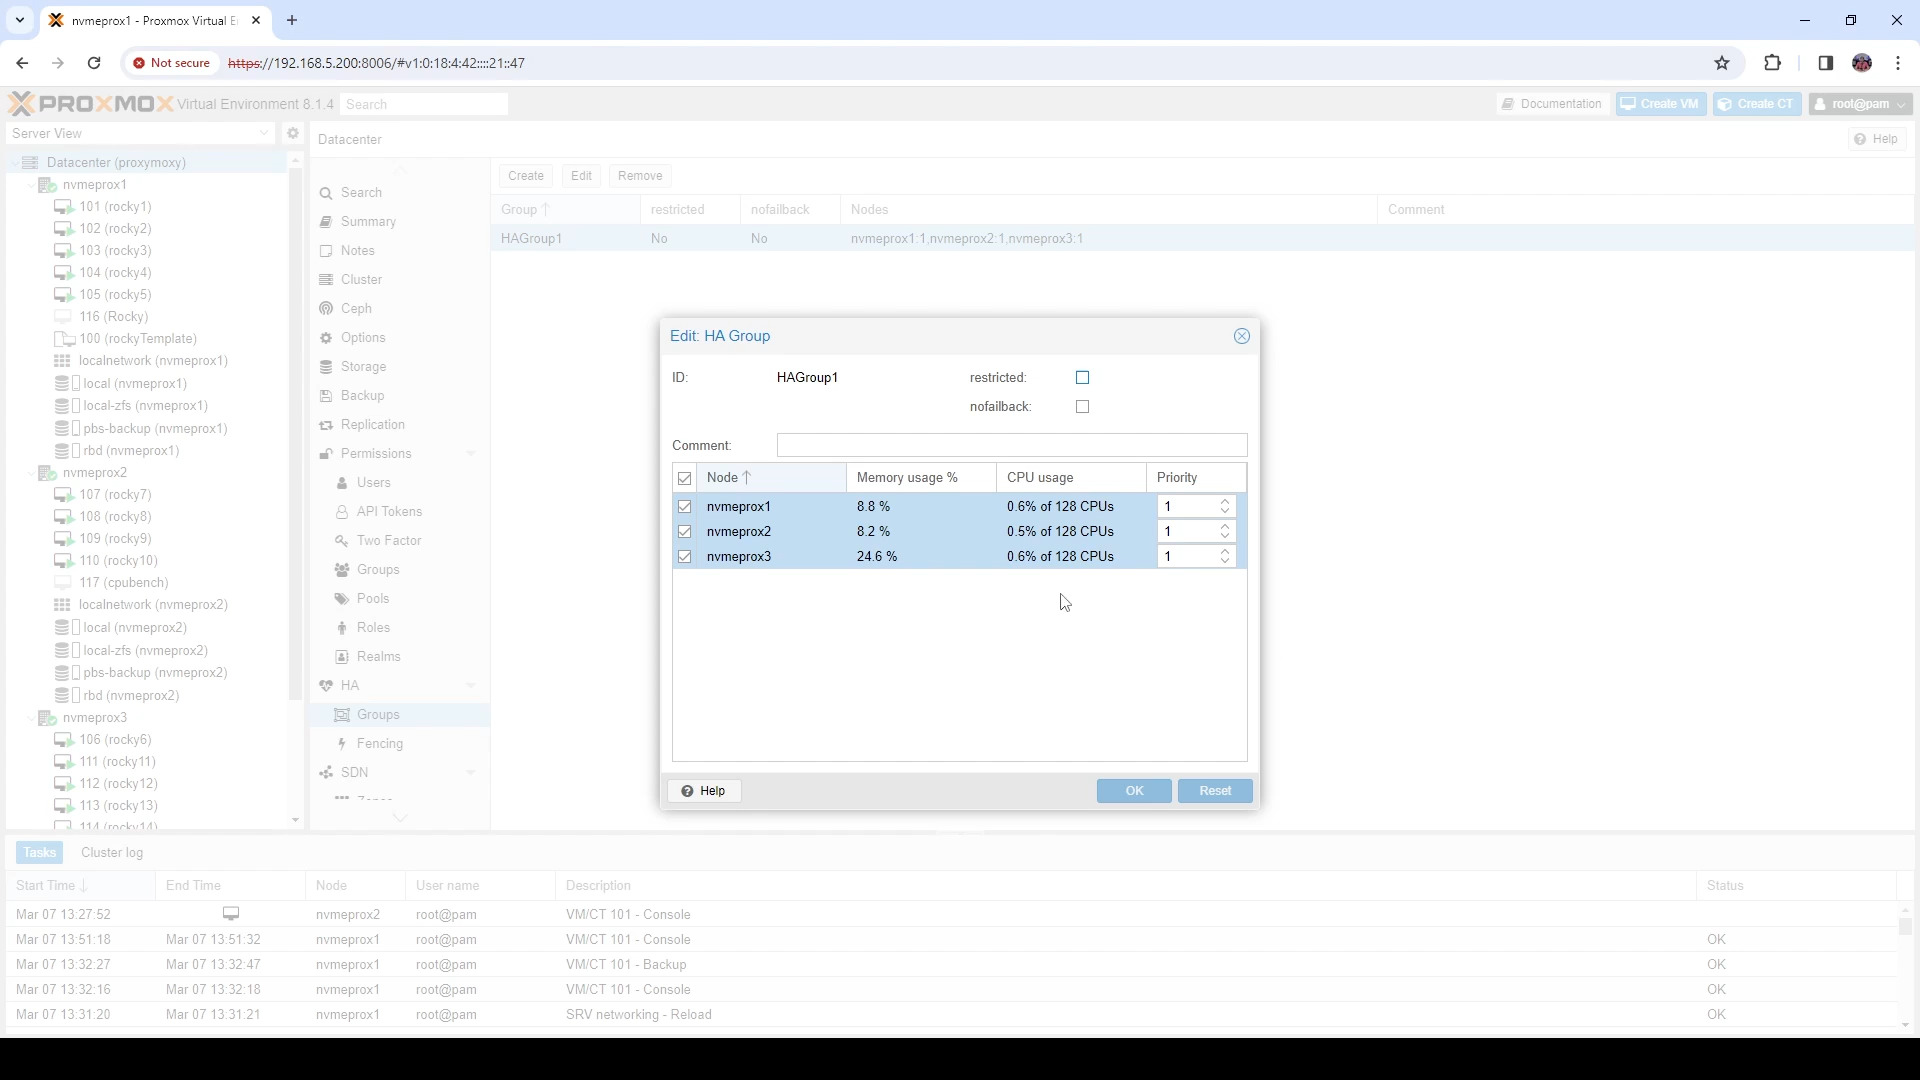 nvmeprox1 - Proxmox Virtual E
Not secure
https://192.168.5.200:8006/#v1:0:18:4:42::::21::47
PROXMOX Virtual Environment 8.1.4
Search
Documentation
Create VM
Create CT
root@pam
Server View
Datacenter
Help
Datacenter (proxymoxy)
nvmeprox1
101 (rocky1)
102 (rocky2)
103 (rocky3)
104 (rocky4)
105 (rocky5)
116 (Rocky)
100 (rockyTemplate)
localnetwork (nvmeprox1)
local (nvmeprox1)
local-zfs (nvmeprox1)
pbs-backup (nvmeprox1)
rbd (nvmeprox1)
nvmeprox2
107 (rocky7)
108 (rocky8)
109 (rocky9)
110 (rocky10)
117 (cpubench)
localnetwork (nvmeprox2)
local (nvmeprox2)
local-zfs (nvmeprox2)
pbs-backup (nvmeprox2)
rbd (nvmeprox2)
nvmeprox3
106 (rocky6)
111 (rocky11)
112 (rocky12)
113 (rocky13)
114 (rocky14)
Search
Summary
Notes
Cluster
Ceph
Options
Storage
Backup
Replication
Permissions
Users
API Tokens
Two Factor
Groups
Pools
Roles
Realms
HA
Groups
Fencing
SDN
Zones
Create Edit Remove
Group restricted nofailback Nodes Comment
HAGroup1 No No nvmeprox1:1,nvmeprox2:1,nvmeprox3:1
Edit: HA Group
ID: HAGroup1 restricted:
nofailback:
Comment:
Node Memory usage % CPU usage Priority
nvmeprox1 8.8 % 0.6% of 128 CPUs 1
nvmeprox2 8.2 % 0.5% of 128 CPUs 1
nvmeprox3 24.6 % 0.6% of 128 CPUs 1
Help OK Reset
Tasks Cluster log
Start Time End Time Node User name Description Status
Mar 07 13:27:52 nvmeprox2 root@pam VM/CT 101 - Console
Mar 07 13:51:18 Mar 07 13:51:32 nvmeprox1 root@pam VM/CT 101 - Console OK
Mar 07 13:32:27 Mar 07 13:32:47 nvmeprox1 root@pam VM/CT 101 - Backup OK
Mar 07 13:32:16 Mar 07 13:32:18 nvmeprox1 root@pam VM/CT 101 - Console OK
Mar 07 13:31:20 Mar 07 13:31:21 nvmeprox1 root@pam SRV networking - Reload OK